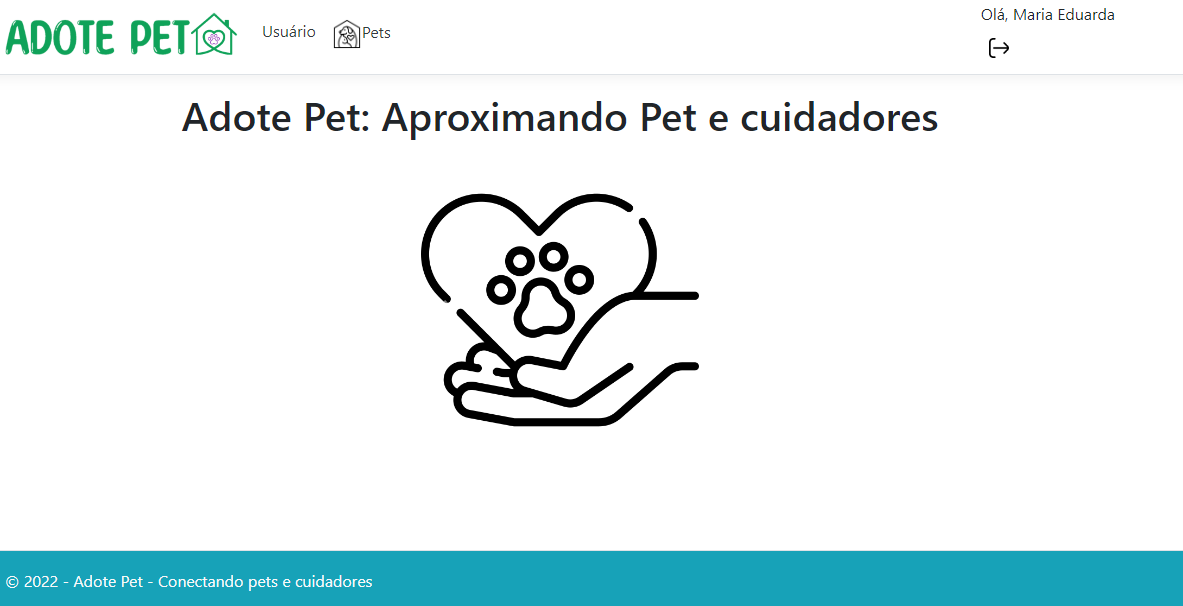 ADOTE PET
Usuário
Pets
Olá, Maria Eduarda
Adote Pet: Aproximando Pet e cuidadores
© 2022 - Adote Pet - Conectando pets e cuidadores